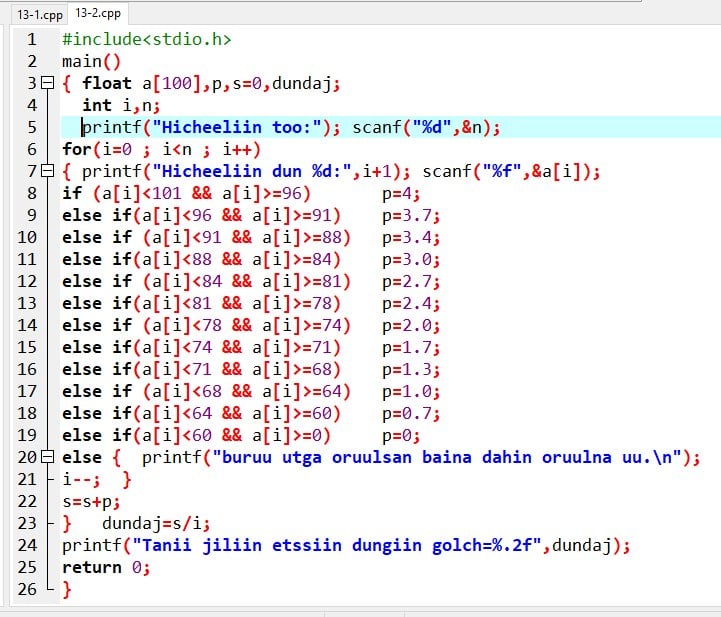 13-1.cpp 13-2.cpp
1 #include<stdio.h>
2 main()
3 { float a[100],p,s=0,dundaj;
4 int i,n;
5 printf("Hicheeliin too:"); scanf("%d",&n);
6 for(i=0 ; i<n ; i++)
7 { printf("Hicheeliin dun %d:",i+1); scanf("%f",&a[i]);
8 if (a[i]<101 && a[i]>=96) p=4;
9 else if(a[i]<96 && a[i]>=91) p=3.7;
10 else if (a[i]<91 && a[i]>=88) p=3.4;
11 else if(a[i]<88 && a[i]>=84) p=3.0;
12 else if (a[i]<84 && a[i]>=81) p=2.7;
13 else if(a[i]<81 && a[i]>=78) p=2.4;
14 else if (a[i]<78 && a[i]>=74) p=2.0;
15 else if(a[i]<74 && a[i]>=71) p=1.7;
16 else if(a[i]<71 && a[i]>=68) p=1.3;
17 else if (a[i]<68 && a[i]>=64) p=1.0;
18 else if(a[i]<64 && a[i]>=60) p=0.7;
19 else if(a[i]<60 && a[i]>=0) p=0;
20 else { printf("buruu utga oruulsan baina dahin oruulna uu.\n");
21 i--; }
22 s=s+p;
23 } dundaj=s/i;
24 printf("Tanii jiliin etssiin dungiin golch=%.2f",dundaj);
25 return 0;
26 }